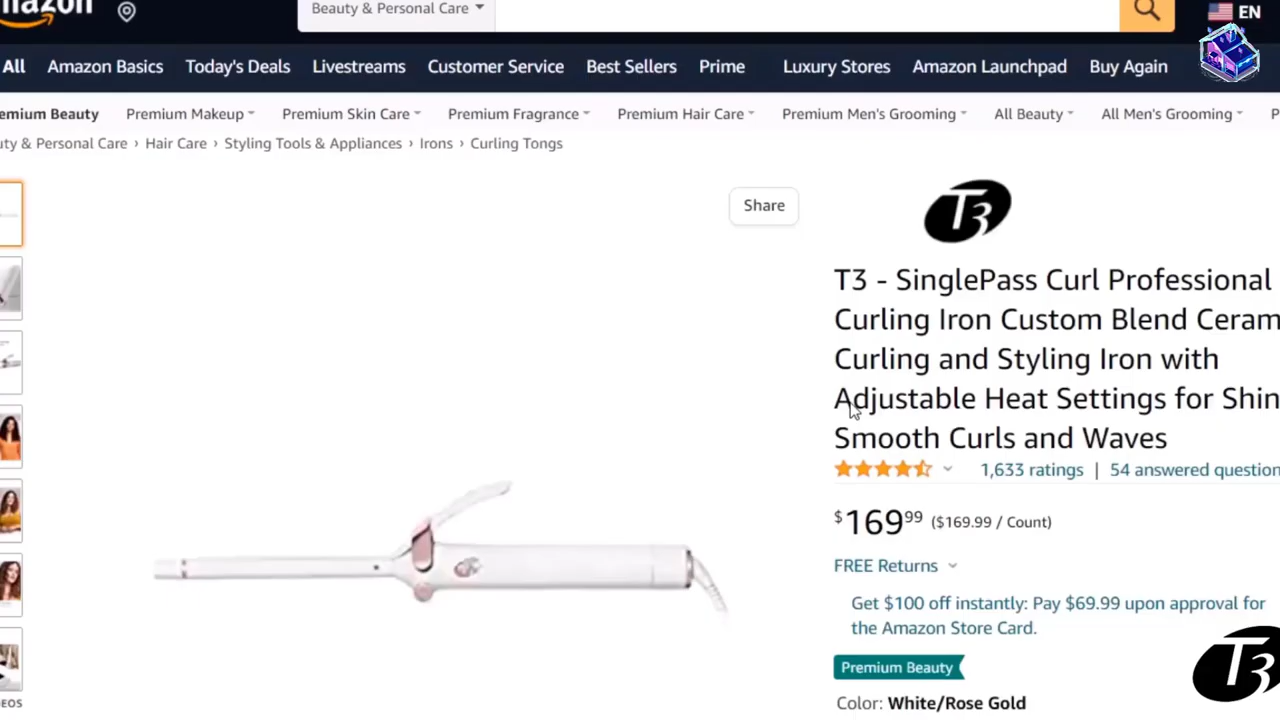 amazon
Beauty & Personal Care
EN
All Amazon Basics Today's Deals Livestreams Customer Service Best Sellers Prime Luxury Stores Amazon Launchpad Buy Again
emium Beauty Premium Makeup Premium Skin Care Premium Fragrance Premium Hair Care Premium Men's Grooming All Beauty All Men's Grooming P
uty & Personal Care › Hair Care › Styling Tools & Appliances › Irons › Curling Tongs
Share
T3
T3 - SinglePass Curl Professional
Curling Iron Custom Blend Ceram
Curling and Styling Iron with
Adjustable Heat Settings for Shin
Smooth Curls and Waves
1,633 ratings | 54 answered question
$169.99 ($169.99 / Count)
FREE Returns
Get $100 off instantly: Pay $69.99 upon approval for
the Amazon Store Card.
Premium Beauty
T3
Color: White/Rose Gold
EOS